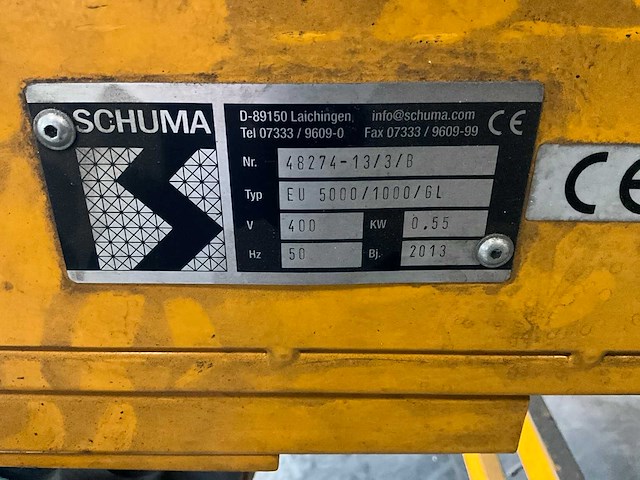 SCHUMA
D-89150 Laichingen info@schuma.com
Tel 07333 / 9609-0 Fax 07333 / 9609-99
CE
Nr. 48274-13/3/B
Typ EU 5000/1000/GL
V 400 KW 0,55
Hz 50 Bj. 2013
CE